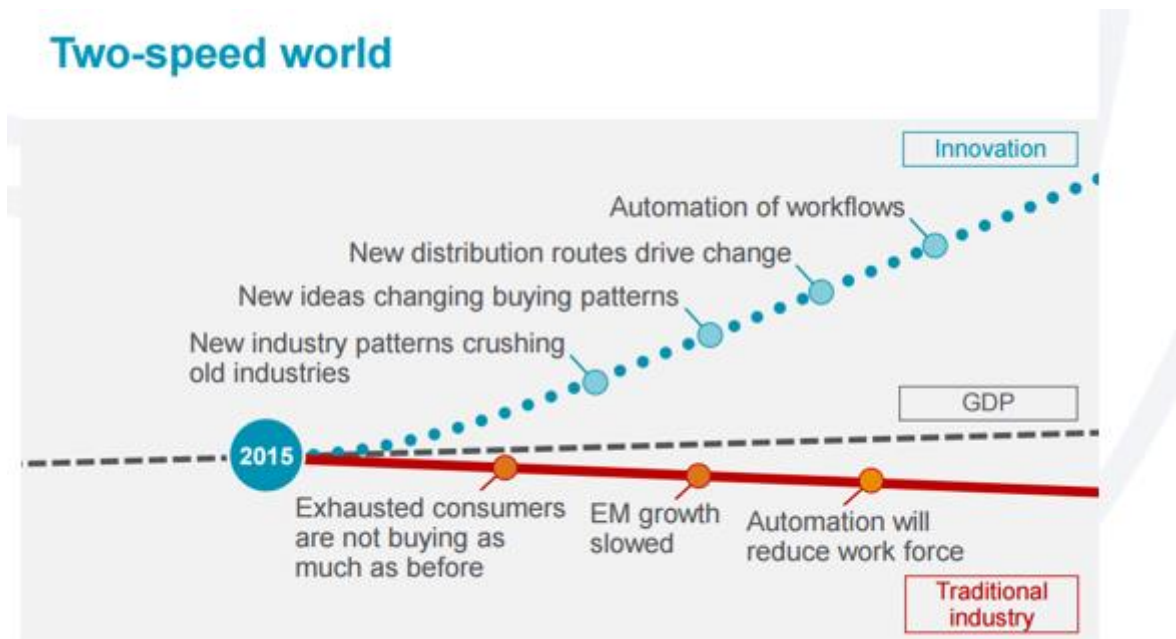 Two-speed world
Innovation
Automation of workflows
New distribution routes drive change
New ideas changing buying patterns
New industry patterns crushing
old industries
GDP
2015
Exhausted consumers
are not buying as
much as before
EM growth
slowed
Automation will
reduce work force
Traditional
industry